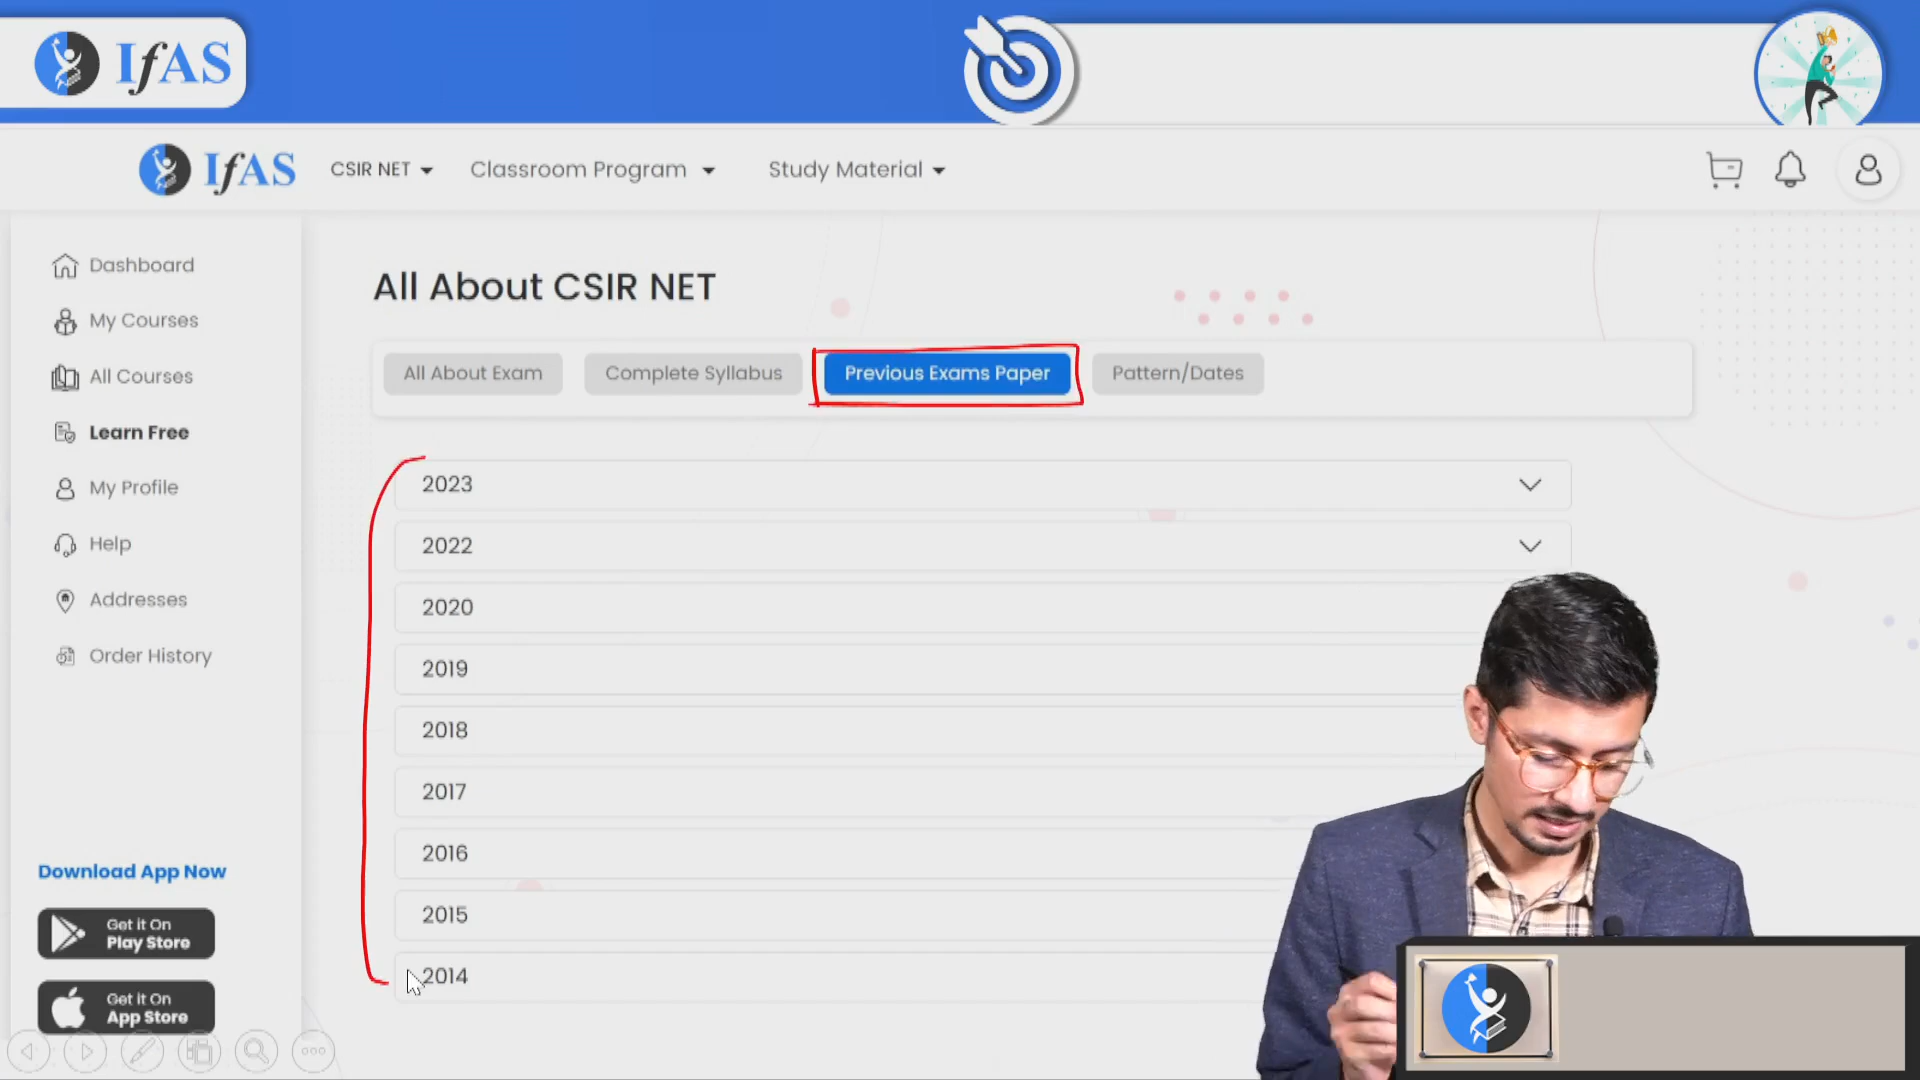 IfAS
IfAS
CSIR NET
Classroom Program
Study Material
Dashboard
My Courses
All Courses
Learn Free
My Profile
Help
Addresses
Order History
Download App Now
Get it On
Play Store
Get it On
App Store
All About CSIR NET
All About Exam
Complete Syllabus
Previous Exams Paper
Pattern/Dates
2023
2022
2020
2019
2018
2017
2016
2015
2014